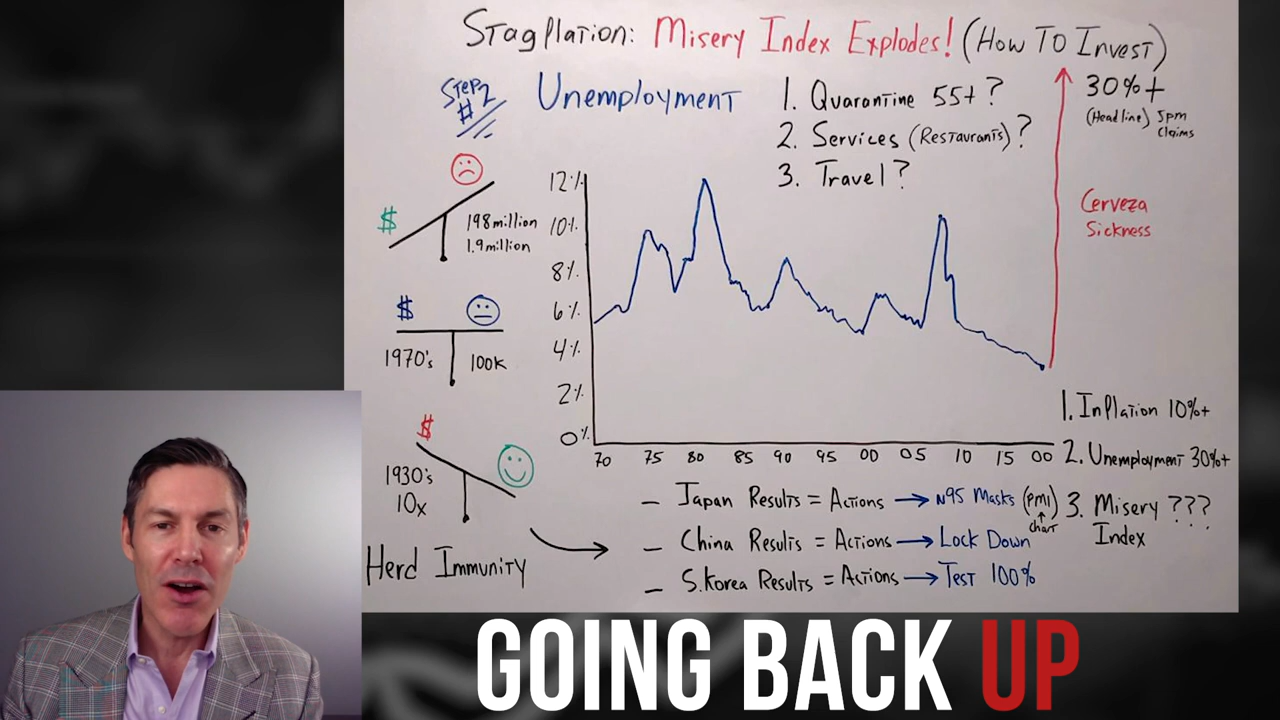 Stagflation: Misery Index Explodes! (How To Invest)
Step #2
Unemployment
1. Quarantine 55+?
2. Services (Restaurants)?
3. Travel?
30%+
(Headline) 5pm
Claims
Cerveza
Sickness
$
198 million
1.9 million
$
1970's
100K
$
1930's
10x
Herd Immunity
12%
10%
8%
6%
4%
2%
0%
70 75 80 85 90 95 00 05 10 15 00
- Japan Results = Actions → N95 Masks (PMI)
chart
- China Results = Actions → Lock Down
- S.Korea Results = Actions → Test 100%
1. Inflation 10%+
2. Unemployment 30%+
3. Misery ???
Index
GOING BACK UP